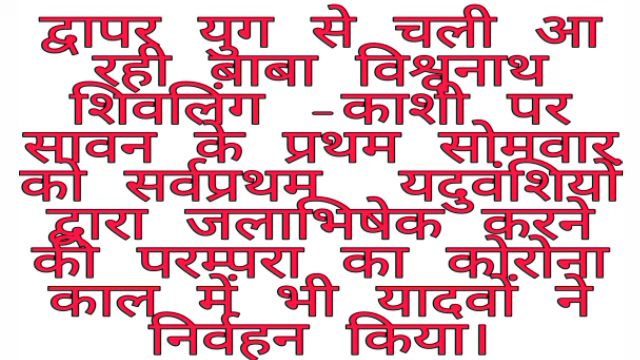 द्वापर युग से चली आ
रही बाबा विश्वनाथ
शिवलिंग -काशी पर
सावन के प्रथम सोमवार
को सर्वप्रथम यदुवंशियों
द्वारा जलाभिषेक करने
की परम्परा का कोरोना
काल में भी यादवों ने
निर्वहन किया।